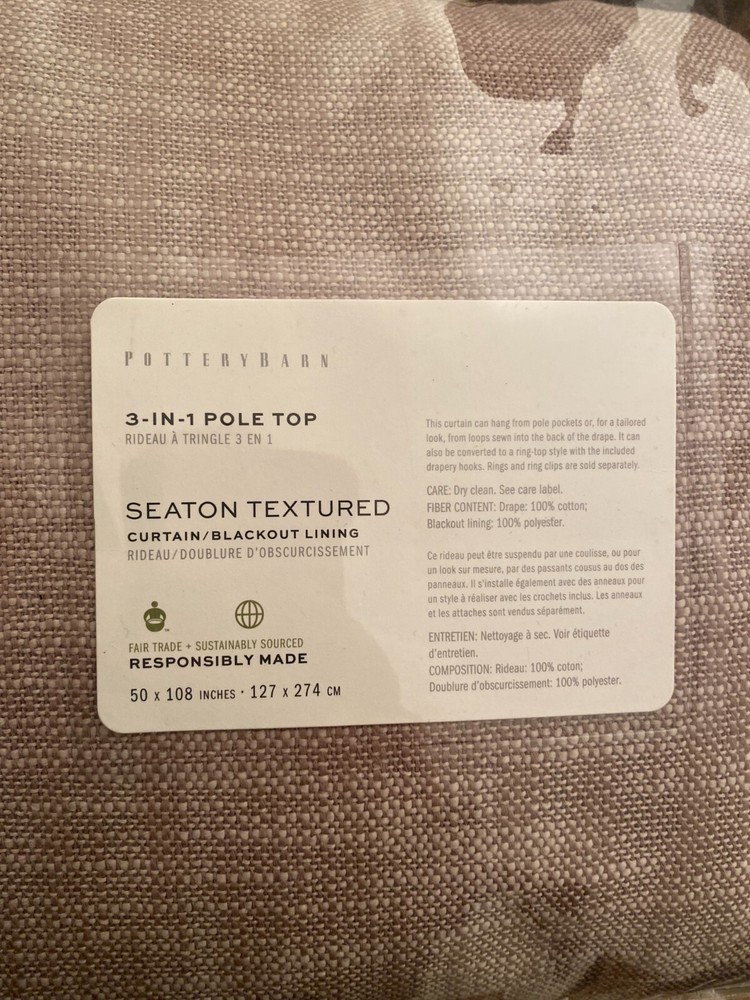 POTTERYBARN
3-IN-1 POLE TOP
RIDEAU À TRINGLE 3 EN 1
SEATON TEXTURED
CURTAIN/BLACKOUT LINING
RIDEAU/DOUBLURE D'OBSCURCISSEMENT
FAIR TRADE + SUSTAINABLY SOURCED
RESPONSIBLY MADE
50 x 108 INCHES · 127 x 274 CM
This curtain can hang from pole pockets or, for a tailored
look, from loops sewn into the back of the drape. It can
also be converted to a ring-top style with the included
drapery hooks. Rings and ring clips are sold separately.
CARE: Dry clean. See care label.
FIBER CONTENT: Drape: 100% cotton;
Blackout lining: 100% polyester.
Ce rideau peut être suspendu par une coulisse, ou pour
un look sur mesure, par des passants cousus au dos des
panneaux. Il s'installe également avec des anneaux pour
un style à réaliser avec les crochets inclus. Les anneaux
et les attaches sont vendus séparément.
ENTRETIEN: Nettoyage à sec. Voir étiquette
d'entretien.
COMPOSITION: Rideau: 100% coton;
Doublure d'obscurcissement: 100% polyester.